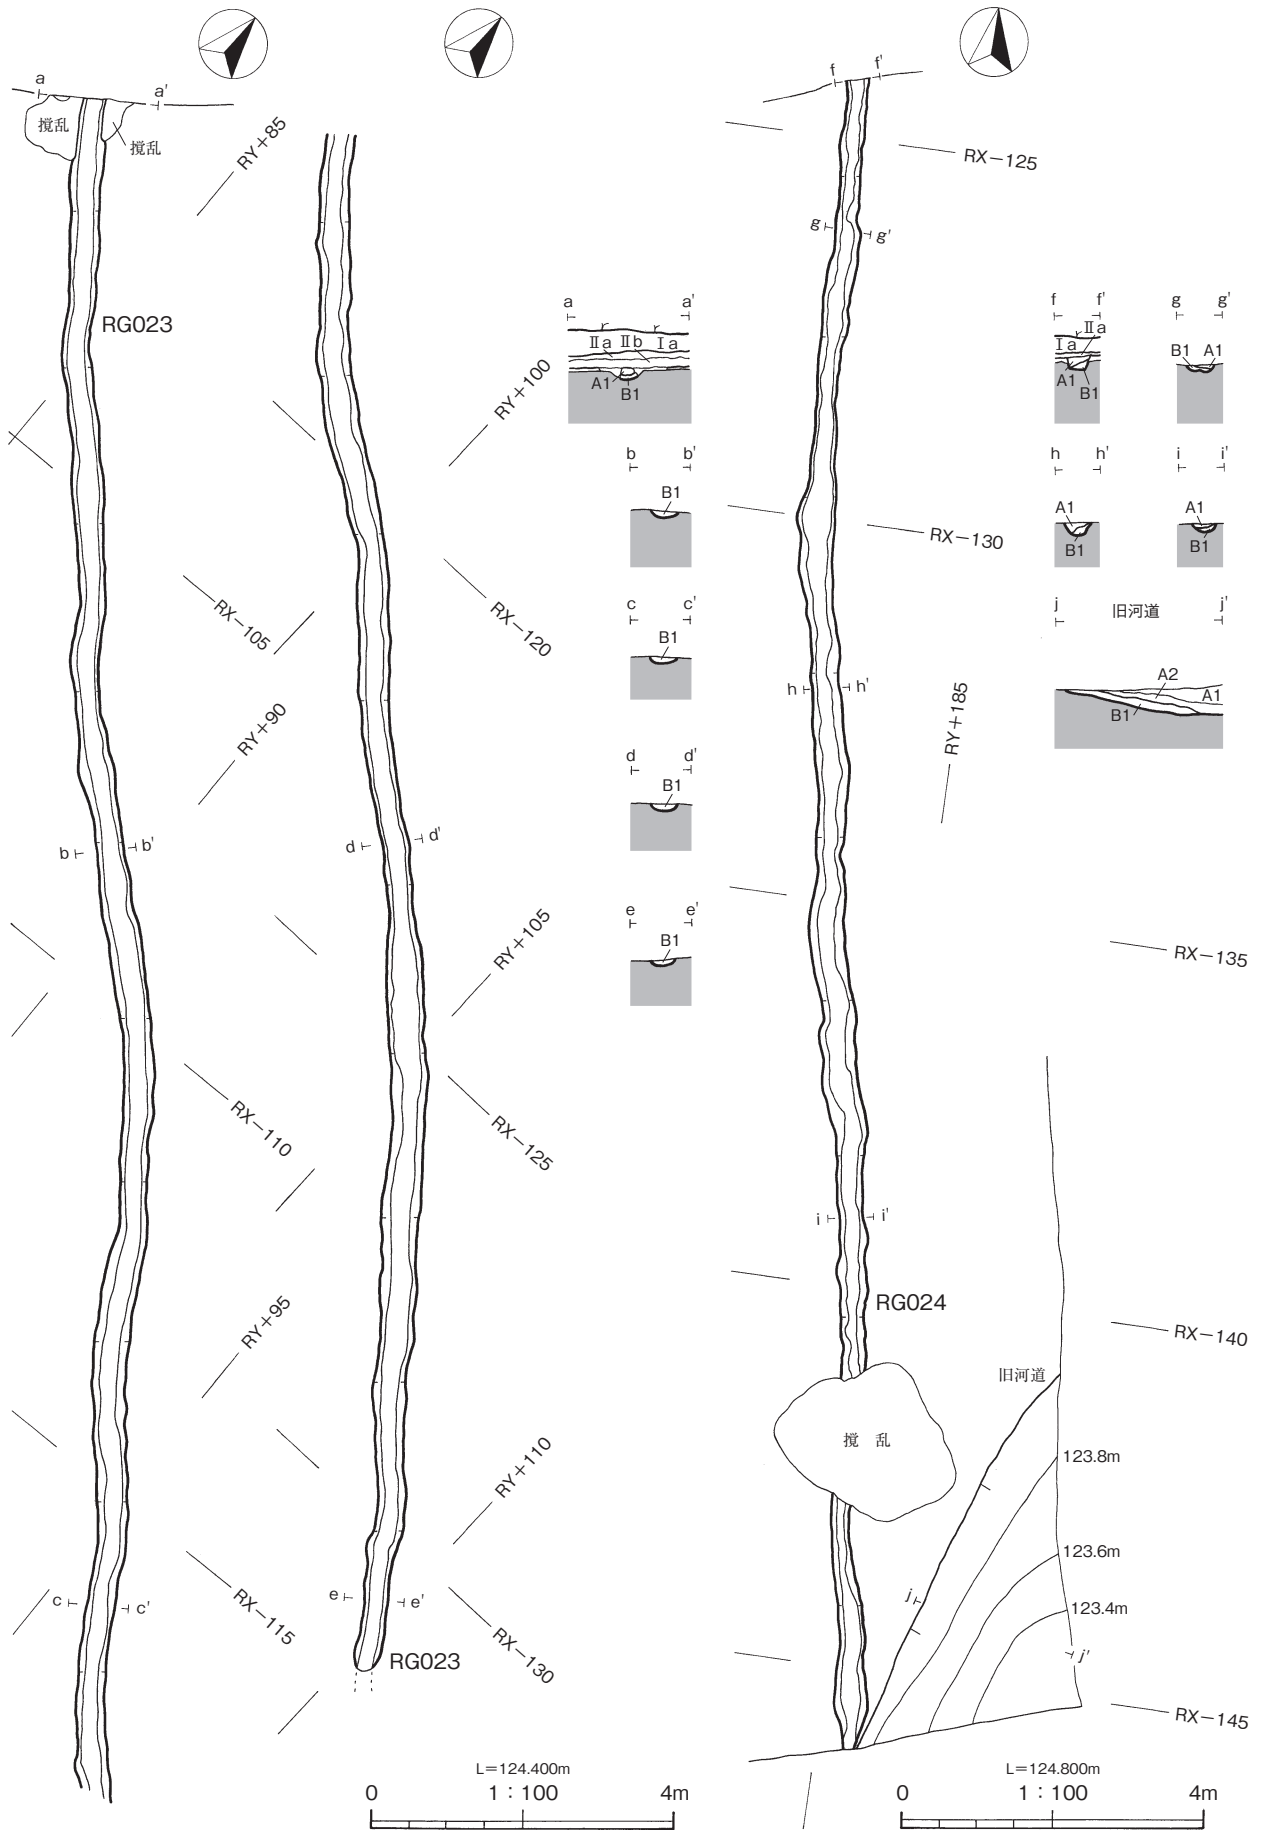 a
a'
攪乱
攪乱
RY+85
RG023
RX−105
RY+90
b
b'
RX−110
RY+95
c
c'
RX−115
RY+100
RX−120
d
d'
RY+105
RX−125
RY+110
e
e'
RG023
RX−130
a a'
Ⅱa Ⅱb Ⅰa
A1
B1
b b'
B1
c c'
B1
d d'
B1
e e'
B1
L=124.400m
0 1：100 4m
f f'
RX−125
g g'
RX−130
h h'
RY+185
RX−135
i i'
RG024
RX−140
旧河道
攪 乱
123.8m
123.6m
123.4m
j
j'
RX−145
f f'
Ⅱa
Ⅰa
A1
B1
g g'
B1 A1
h h'
A1
B1
i i'
A1
B1
j 旧河道 j'
A2
A1
B1
L=124.800m
0 1：100 4m